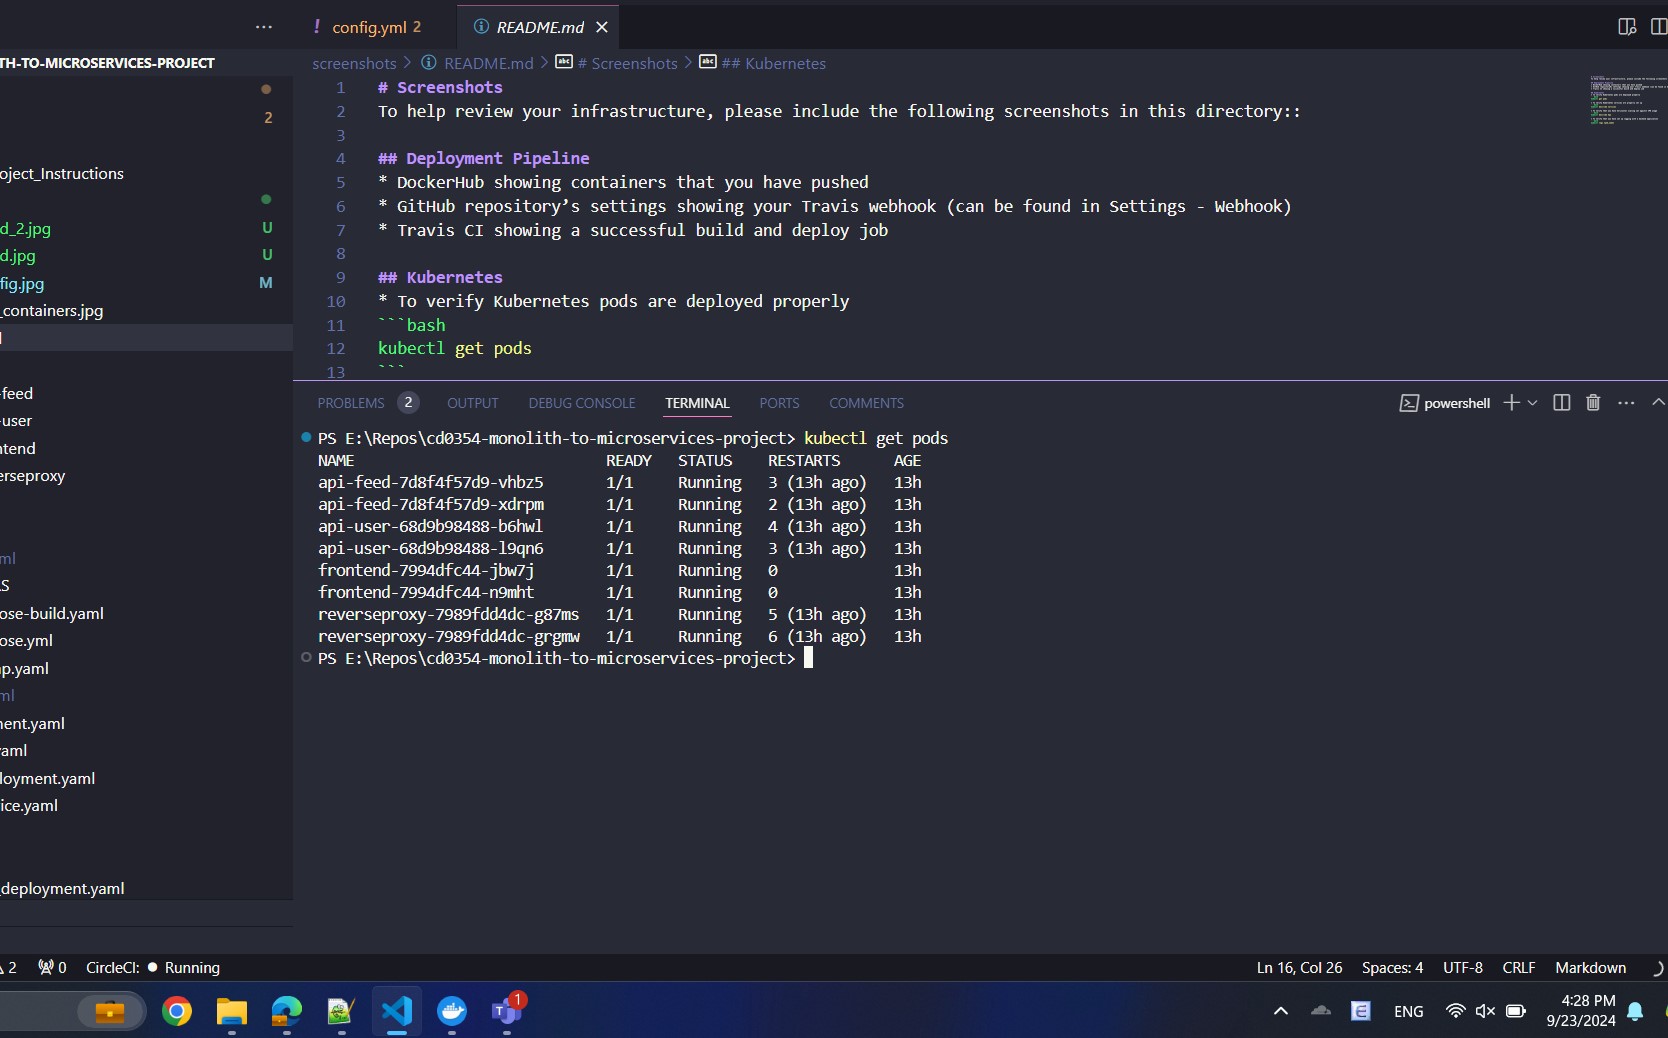 config.yml 2
README.md
TH-TO-MICROSERVICES-PROJECT
screenshots > README.md > # Screenshots > ## Kubernetes
2
oject_Instructions
d_2.jpg U
d.jpg U
fig.jpg M
_containers.jpg
-feed
-user
ntend
erseproxy
ml
S
ose-build.yaml
ose.yml
ap.yaml
ml
ment.yaml
yaml
loyment.yaml
ice.yaml
_deployment.yaml
1 # Screenshots
2 To help review your infrastructure, please include the following screenshots in this directory::
3
4 ## Deployment Pipeline
5 * DockerHub showing containers that you have pushed
6 * GitHub repository’s settings showing your Travis webhook (can be found in Settings - Webhook)
7 * Travis CI showing a successful build and deploy job
8
9 ## Kubernetes
10 * To verify Kubernetes pods are deployed properly
11 ```bash
12 kubectl get pods
13 ```
PROBLEMS 2 OUTPUT DEBUG CONSOLE TERMINAL PORTS COMMENTS powershell
PS E:\Repos\cd0354-monolith-to-microservices-project> kubectl get pods
NAME READY STATUS RESTARTS AGE
api-feed-7d8f4f57d9-vhbz5 1/1 Running 3 (13h ago) 13h
api-feed-7d8f4f57d9-xdrpm 1/1 Running 2 (13h ago) 13h
api-user-68d9b98488-b6hwl 1/1 Running 4 (13h ago) 13h
api-user-68d9b98488-l9qn6 1/1 Running 3 (13h ago) 13h
frontend-7994dfc44-jbw7j 1/1 Running 0 13h
frontend-7994dfc44-n9mht 1/1 Running 0 13h
reverseproxy-7989fdd4dc-g87ms 1/1 Running 5 (13h ago) 13h
reverseproxy-7989fdd4dc-grgmw 1/1 Running 6 (13h ago) 13h
PS E:\Repos\cd0354-monolith-to-microservices-project>
2 0 CircleCI: Running Ln 16, Col 26 Spaces: 4 UTF-8 CRLF Markdown
1 ENG 4:28 PM
9/23/2024